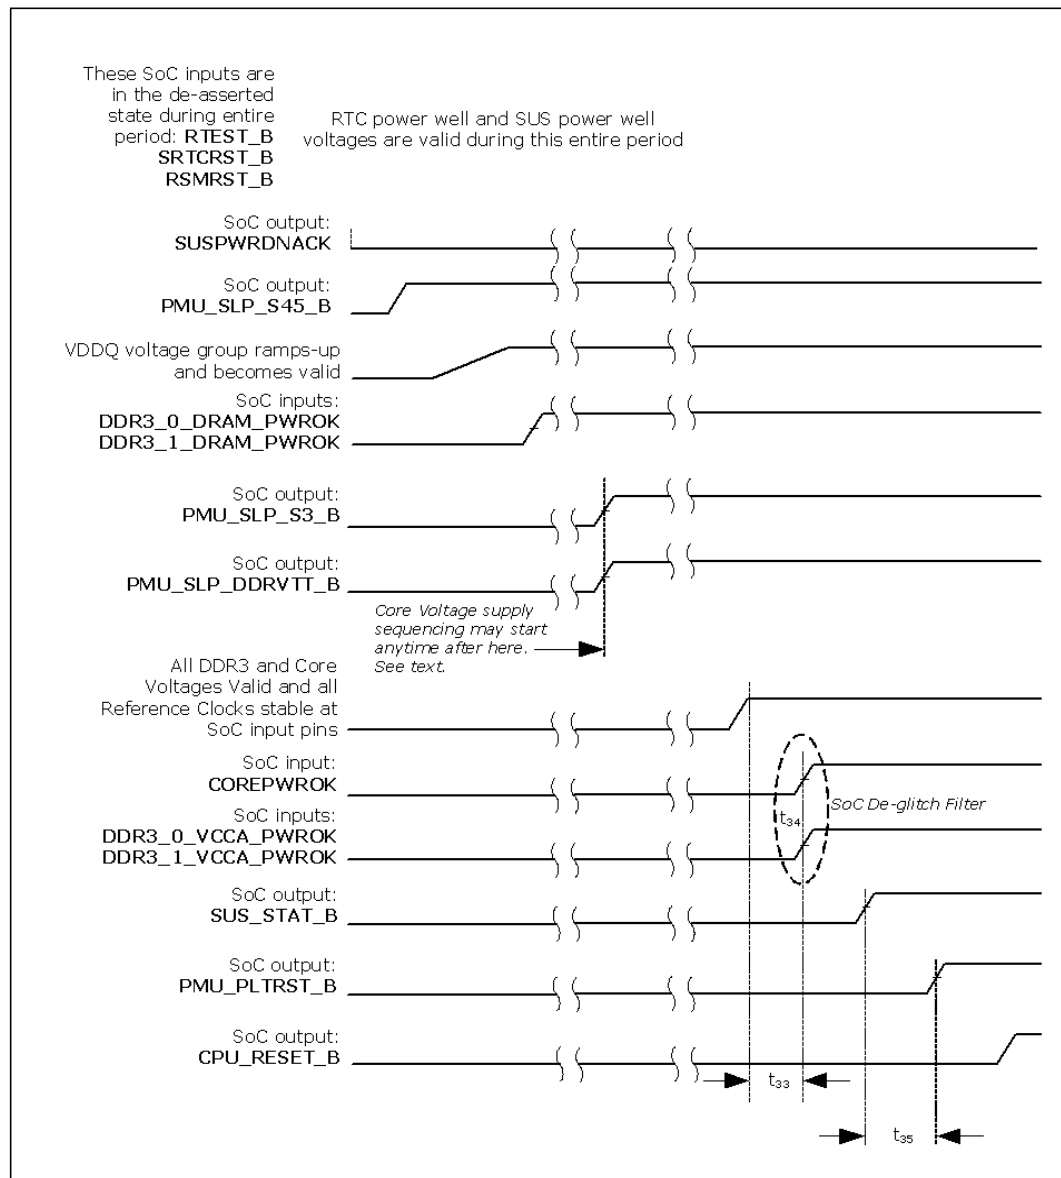 These SoC inputs are
in the de-asserted
state during entire
period: RTEST_B
SRTCRST_B
RSMRST_B
RTC power well and SUS power well
voltages are valid during this entire period
SoC output:
SUSPWRDNACK
SoC output:
PMU_SLP_S45_B
VDDQ voltage group ramps-up
and becomes valid
SoC inputs:
DDR3_0_DRAM_PWROK
DDR3_1_DRAM_PWROK
SoC output:
PMU_SLP_S3_B
SoC output:
PMU_SLP_DDRVTT_B
Core Voltage supply
sequencing may start
anytime after here.
See text.
All DDR3 and Core
Voltages Valid and all
Reference Clocks stable at
SoC input pins
SoC input:
COREPWROK
SoC De-glitch Filter
t34
SoC inputs:
DDR3_0_VCCA_PWROK
DDR3_1_VCCA_PWROK
SoC output:
SUS_STAT_B
SoC output:
PMU_PLTRST_B
SoC output:
CPU_RESET_B
t33
t35